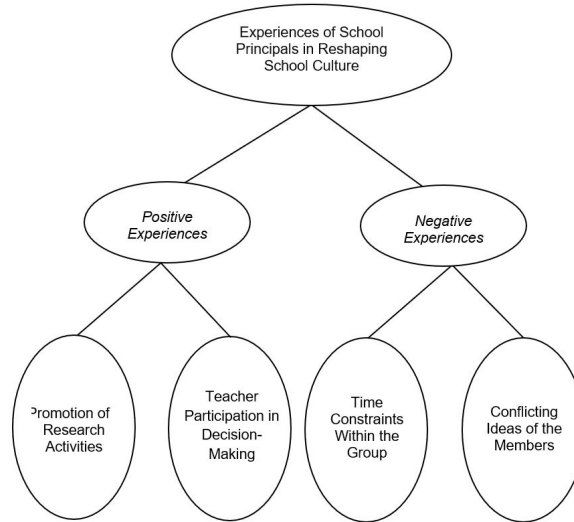 Experiences of School
Principals in Reshaping
School Culture
Positive
Experiences
Negative
Experiences
Promotion of
Research
Activities
Teacher
Participation in
Decision-
Making
Time
Constraints
Within the
Group
Conflicting
Ideas of the
Members